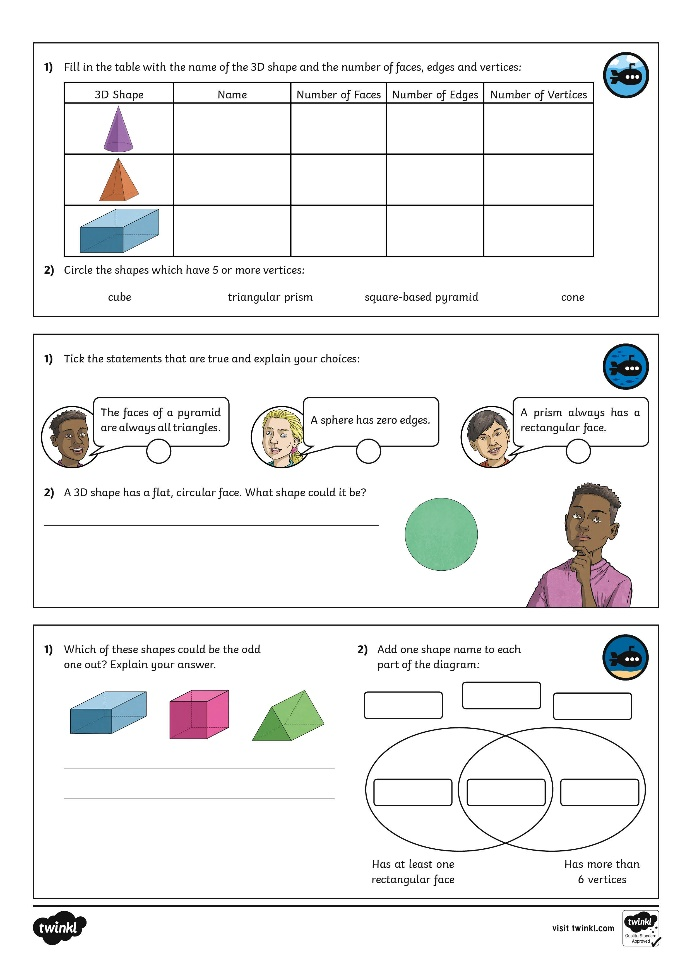 1) Fill in the table with the name of the 3D shape and the number of faces, edges and vertices:
3D Shape Name Number of Faces Number of Edges Number of Vertices
2) Circle the shapes which have 5 or more vertices:
cube triangular prism square-based pyramid cone
1) Tick the statements that are true and explain your choices:
The faces of a pyramid
are always all triangles.
A sphere has zero edges.
A prism always has a
rectangular face.
2) A 3D shape has a flat, circular face. What shape could it be?
1) Which of these shapes could be the odd
one out? Explain your answer.
2) Add one shape name to each
part of the diagram:
Has at least one
rectangular face
Has more than
6 vertices
twinkl
visit twinkl.com
twinkl
Quality Standard
Approved